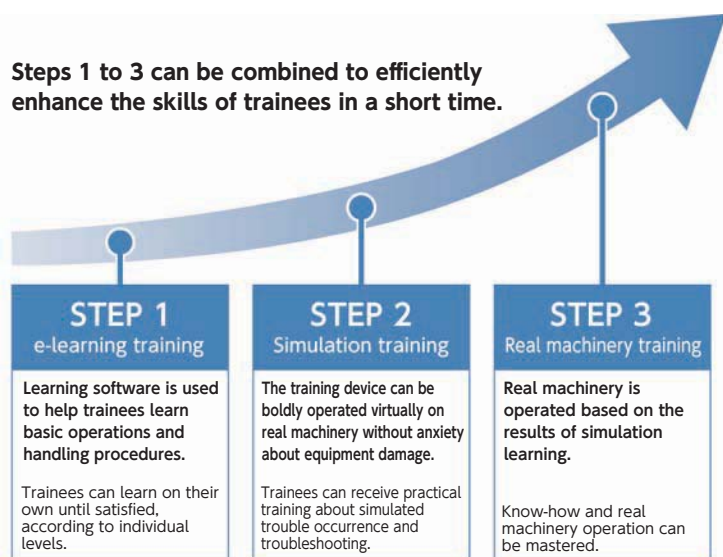 Steps 1 to 3 can be combined to efficiently
enhance the skills of trainees in a short time.
STEP 1
e-learning training
Learning software is used
to help trainees learn
basic operations and
handling procedures.
Trainees can learn on their
own until satisfied,
according to individual
levels.
STEP 2
Simulation training
The training device can be
boldly operated virtually on
real machinery without anxiety
about equipment damage.
Trainees can receive practical
training about simulated
trouble occurrence and
troubleshooting.
STEP 3
Real machinery training
Real machinery is
operated based on the
results of simulation
learning.
Know-how and real
machinery operation can
be mastered.